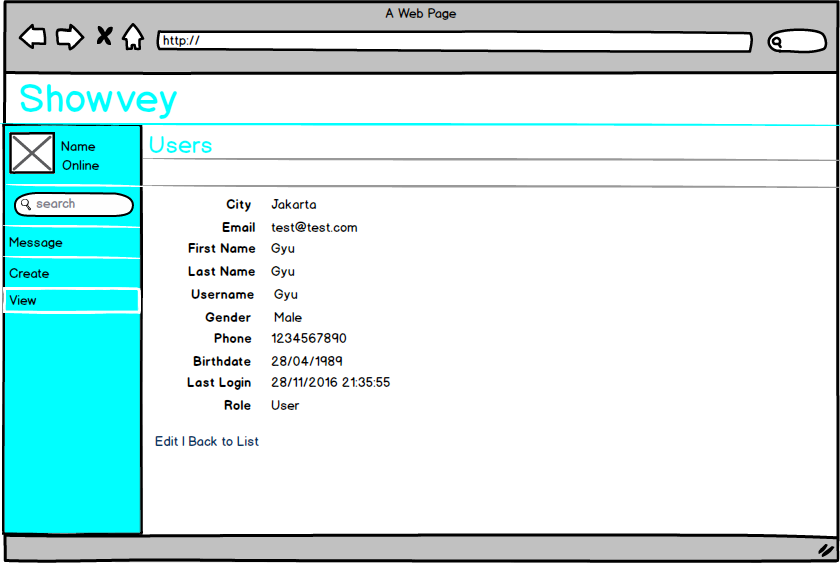 A Web Page
http://
Showvey
Name
Online
Users
search
Message
Create
View
City Jakarta
Email test@test.com
First Name Gyu
Last Name Gyu
Username Gyu
Gender Male
Phone 1234567890
Birthdate 28/04/1989
Last Login 28/11/2016 21:35:55
Role User
Edit | Back to List